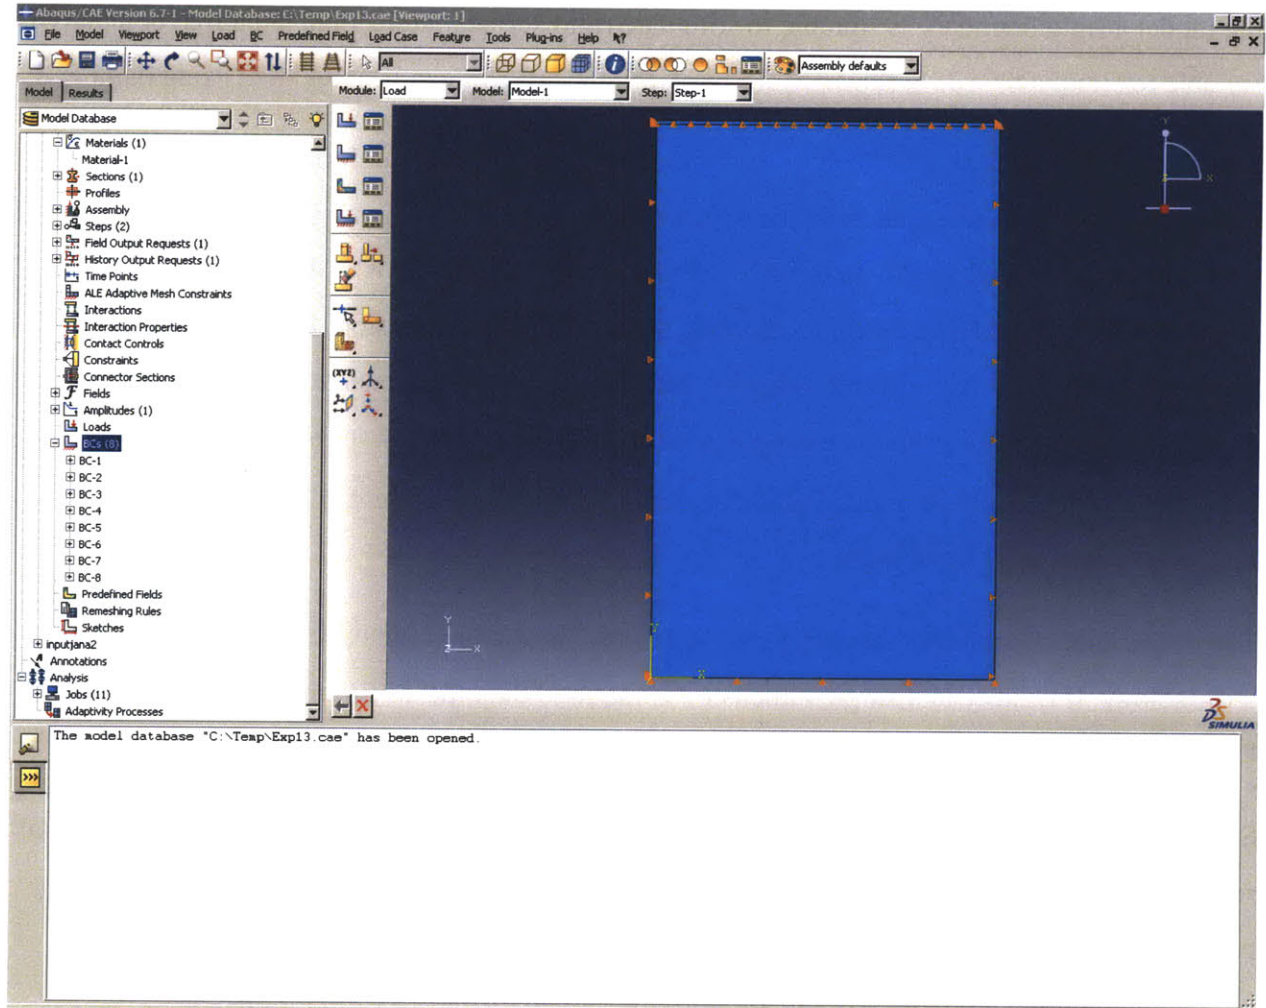 Abaqus/CAE Version 6.7-1 - Model Database: C:\Temp\Exp13.cae [Viewport: 1]
File Model Viewport View Load BC Predefined Field Load Case Feature Tools Plug-ins Help
All Assembly defaults
Model Results Module: Load Model: Model-1 Step: Step-1
Model Database
Materials (1)
Material-1
Sections (1)
Profiles
Assembly
Steps (2)
Field Output Requests (1)
History Output Requests (1)
Time Points
ALE Adaptive Mesh Constraints
Interactions
Interaction Properties
Contact Controls
Constraints
Connector Sections
Fields
Amplitudes (1)
Loads
BCs (8)
BC-1
BC-2
BC-3
BC-4
BC-5
BC-6
BC-7
BC-8
Predefined Fields
Remeshing Rules
Sketches
inputjana2
Annotations
Analysis
Jobs (11)
Adaptivity Processes
(XYZ)
Y
X
Z
Y
Z X
Y
X
SIMULIA
The model database "C:\Temp\Exp13.cae" has been opened.
>>>